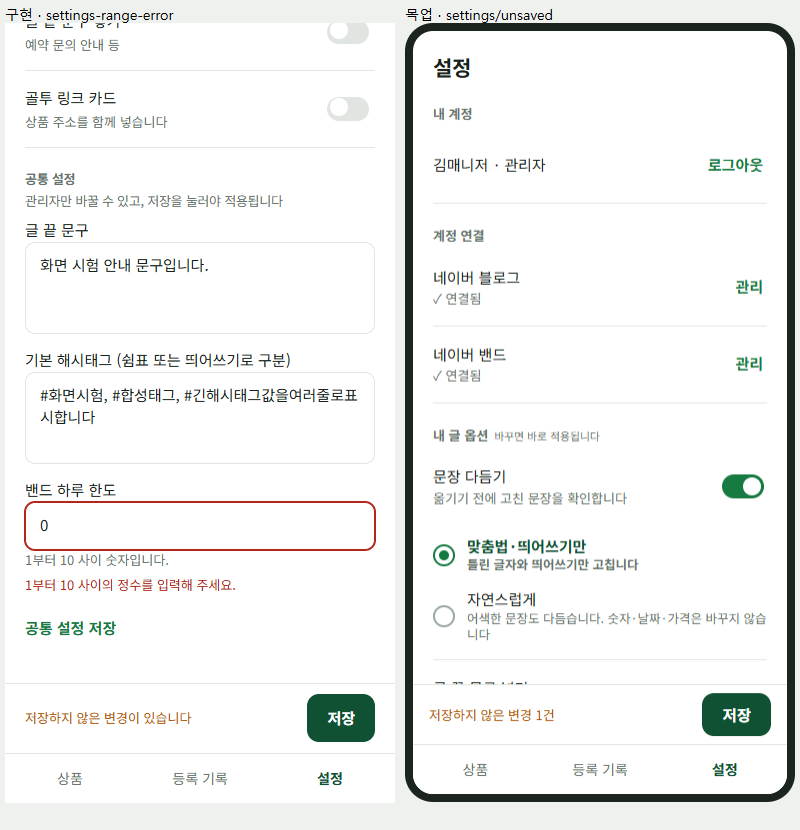 구현 · settings-range-error
예약 문의 안내 등
골투 링크 카드
상품 주소를 함께 넣습니다
공통 설정
관리자만 바꿀 수 있고, 저장을 눌러야 적용됩니다
글 끝 문구
화면 시험 안내 문구입니다.
기본 해시태그 (쉼표 또는 띄어쓰기로 구분)
#화면시험, #합성태그, #긴해시태그값을여러줄로표
시합니다
밴드 하루 한도
0
1부터 10 사이 숫자입니다.
1부터 10 사이의 정수를 입력해 주세요.
공통 설정 저장
저장하지 않은 변경이 있습니다
저장
상품
등록 기록
설정
목업 · settings/unsaved
설정
내 계정
김매니저 · 관리자
로그아웃
계정 연결
네이버 블로그
관리
✓ 연결됨
네이버 밴드
관리
✓ 연결됨
내 글 옵션 바꾸면 바로 적용됩니다
문장 다듬기
옮기기 전에 고친 문장을 확인합니다
맞춤법·띄어쓰기만
틀린 글자와 띄어쓰기만 고칩니다
자연스럽게
어색한 문장도 다듬습니다. 숫자·날짜·가격은 바꾸지 않습
니다
저장하지 않은 변경 1건
저장
상품
등록 기록
설정